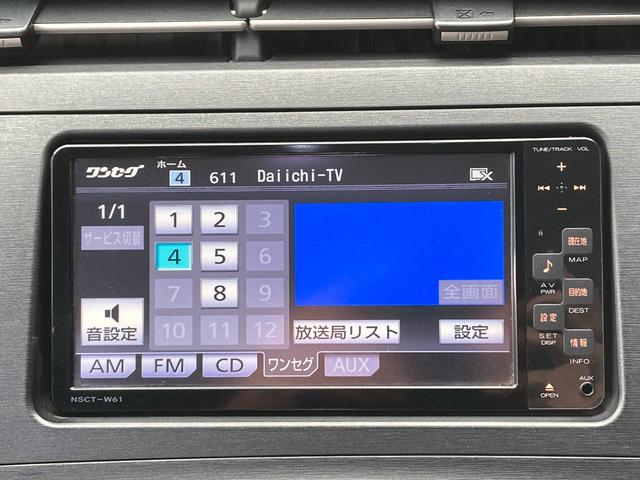 TUNE/TRACK VOL
ワンセグ ホーム 4 611 Daiichi-TV
1/1
サービス切替
1 2 3
4 5 6
7 8 9
10 11 12
全画面
音設定
放送局リスト
設定
AM FM CD ワンセグ AUX
現在地
MAP
AV PWR
目的地
DEST
設定
SET DISP
情報
INFO
AUX
OPEN
NSCT-W61